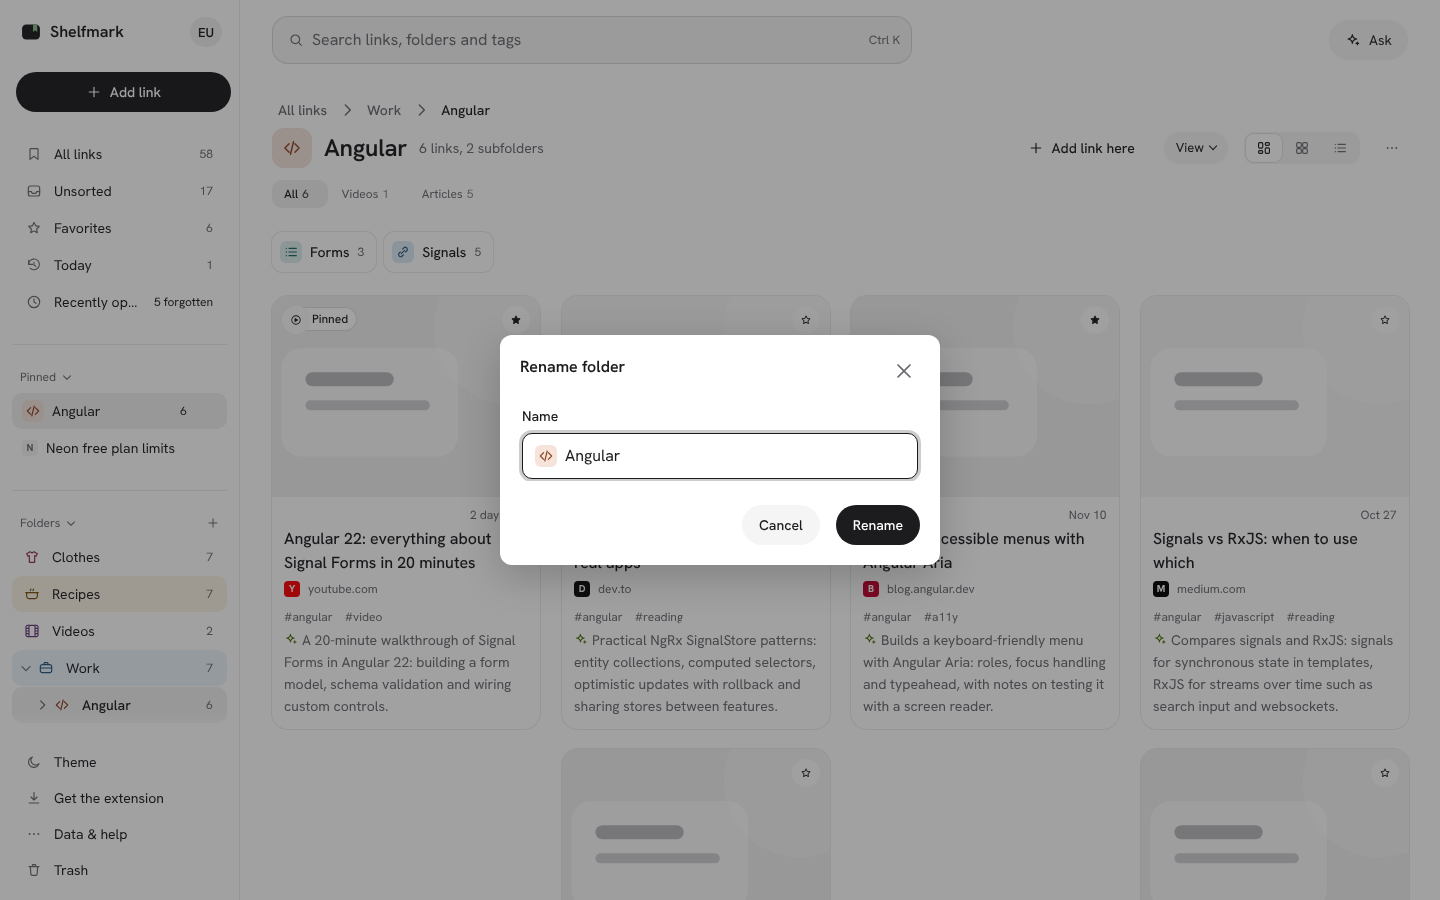 Shelfmark
EU
Add link
All links 58
Unsorted 17
Favorites 6
Today 1
Recently op... 5 forgotten
Pinned
Angular 6
N Neon free plan limits
Folders
Clothes 7
Recipes 7
Videos 2
Work 7
Angular 6
Theme
Get the extension
Data & help
Trash
Search links, folders and tags Ctrl K
Ask
All links Work Angular
Angular 6 links, 2 subfolders
Add link here
View
All 6 Videos 1 Articles 5
Forms 3 Signals 5
Rename folder
Name
Angular
Cancel Rename
Pinned
2 day
Angular 22: everything about
Signal Forms in 20 minutes
Y youtube.com
#angular #video
A 20-minute walkthrough of Signal
Forms in Angular 22: building a form
model, schema validation and wiring
custom controls.
real apps
D dev.to
#angular #reading
Practical NgRx SignalStore patterns:
entity collections, computed selectors,
optimistic updates with rollback and
sharing stores between features.
Nov 10
cessible menus with
Angular Aria
B blog.angular.dev
#angular #a11y
Builds a keyboard-friendly menu
with Angular Aria: roles, focus handling
and typeahead, with notes on testing it
with a screen reader.
Oct 27
Signals vs RxJS: when to use
which
M medium.com
#angular #javascript #reading
Compares signals and RxJS: signals
for synchronous state in templates,
RxJS for streams over time such as
search input and websockets.